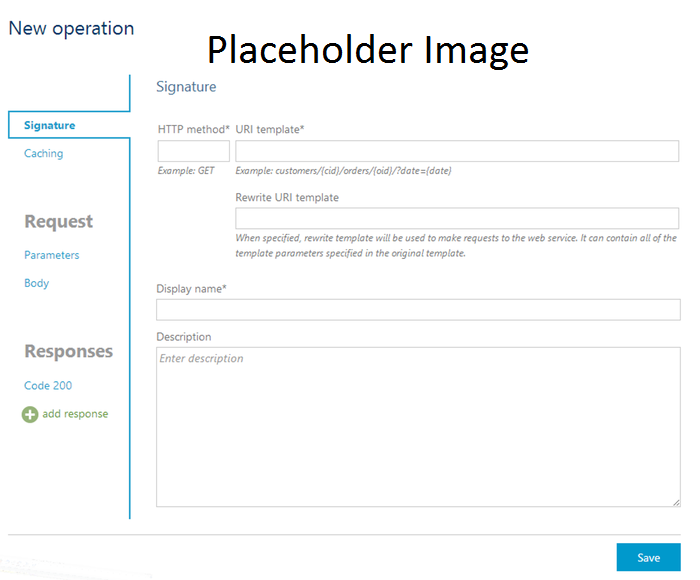 New operation
Placeholder Image
Signature
Signature
Caching
Request
Parameters
Body
Responses
Code 200
add response
HTTP method* URI template*
Example: GET Example: customers/{cid}/orders/{oid}/?date={date}
Rewrite URI template
When specified, rewrite template will be used to make requests to the web service. It can contain all of the
template parameters specified in the original template.
Display name*
Description
Enter description
Save